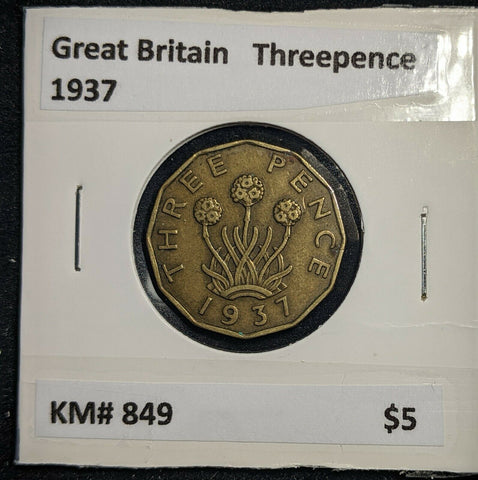 Great Britain Threepence
1937
THREE PENCE
1937
KM# 849 $5